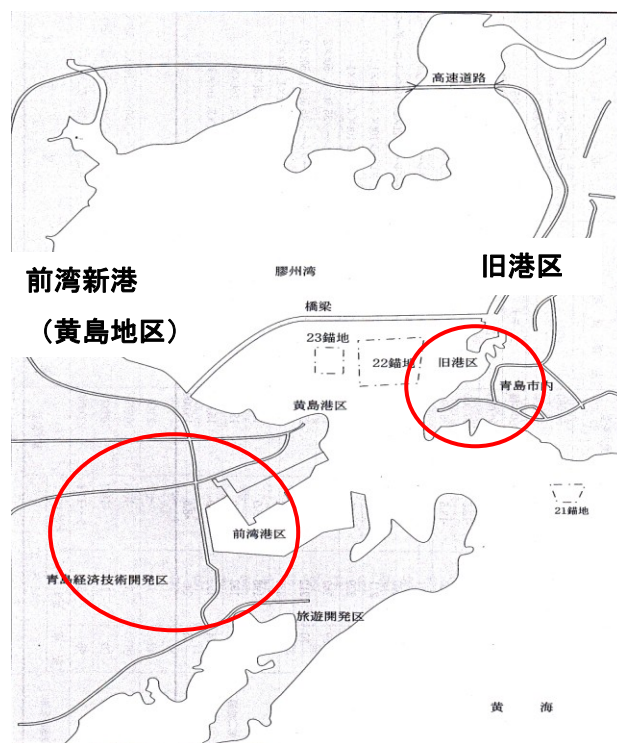 高速道路
膠州湾
旧港区
前湾新港
（黄島地区）
橋梁
23錨地
22錨地
旧港区
青島市内
黄島港区
21錨地
前湾港区
青島経済技術開発区
旅遊開発区
黄　海